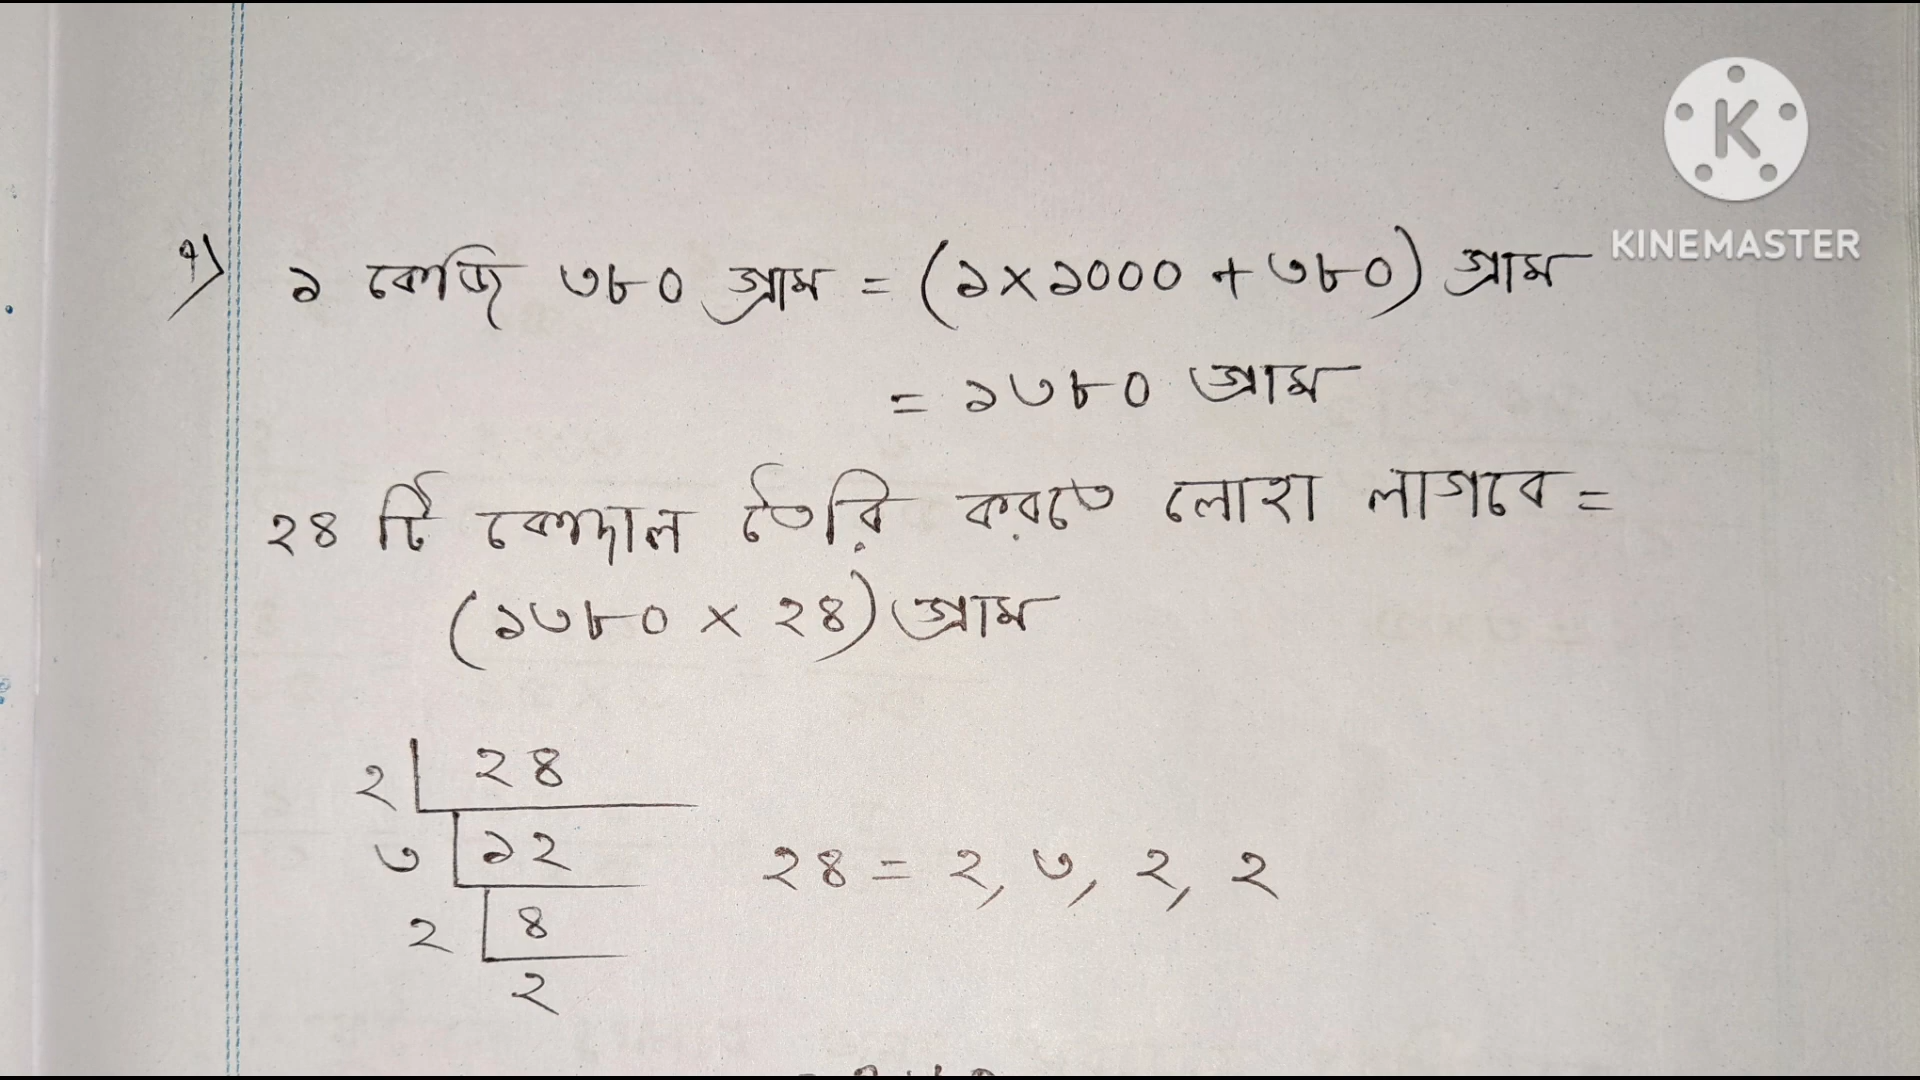 ৭) ১ কেজি ৩৮০ গ্রাম = (১×১০০০ + ৩৮০) গ্রাম
= ১৩৮০ গ্রাম
২৪ টি কোদাল তৈরি করতে লোহা লাগবে =
(১৩৮০ × ২৪) গ্রাম
২ ২৪
৩ ১২
২ ৪
২
২৪ = ২, ৩, ২, ২
K
KINEMASTER